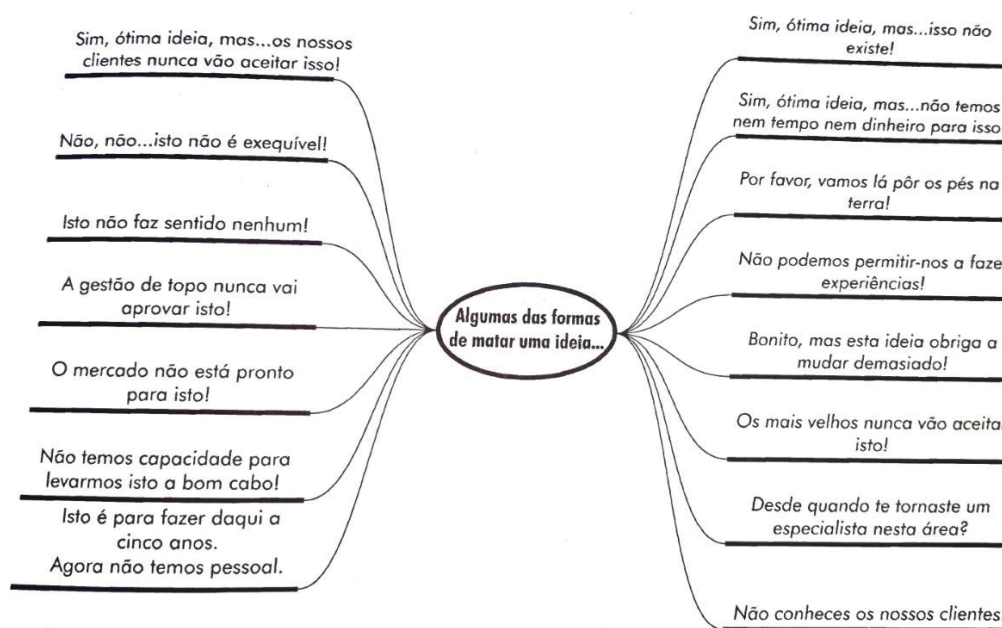 Sim, ótima ideia, mas...os nossos
clientes nunca vão aceitar isso!
Não, não...isto não é exequível!
Isto não faz sentido nenhum!
A gestão de topo nunca vai
aprovar isto!
O mercado não está pronto
para isto!
Não temos capacidade para
levarmos isto a bom cabo!
Isto é para fazer daqui a
cinco anos.
Agora não temos pessoal.
Algumas das formas
de matar uma ideia...
Sim, ótima ideia, mas...isso não
existe!
Sim, ótima ideia, mas...não temos
nem tempo nem dinheiro para isso
Por favor, vamos lá pôr os pés na
terra!
Não podemos permitir-nos a faze
experiências!
Bonito, mas esta ideia obriga a
mudar demasiado!
Os mais velhos nunca vão aceita
isto!
Desde quando te tornaste um
especialista nesta área?
Não conheces os nossos clientes